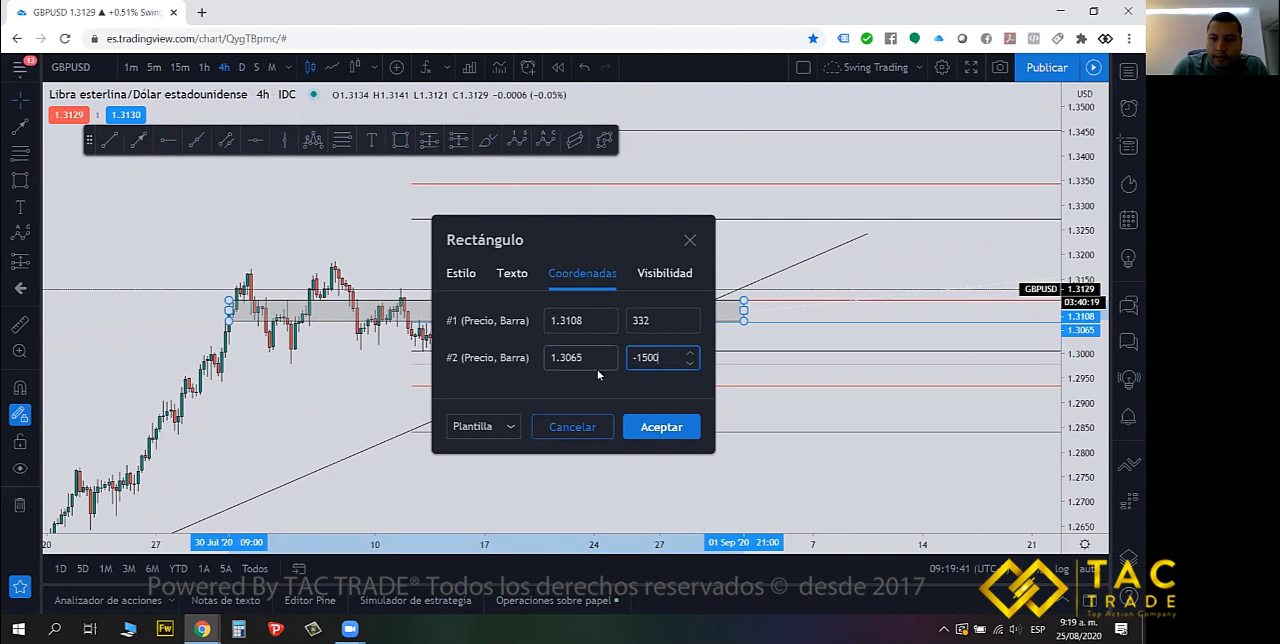 GBPUSD 1.3129 ▲ +0.51% Swin
es.tradingview.com/chart/QygTBpmc/#
13
GBPUSD 1m 5m 15m 1h 4h D S M Swing Trading Publicar
Libra esterlina/Dólar estadounidense 4h IDC O1.3134 H1.3141 L1.3121 C1.3129 -0.0006 (-0.05%)
1.3129 1 1.3130
USD
1.3500
1.3450
1.3400
1.3350
1.3300
1.3250
1.3200
1.3150
GBPUSD 1.3129
03:40:19
1.3108
1.3065
1.3000
1.2950
1.2900
1.2850
1.2800
1.2750
1.2700
1.2650
Rectángulo
Estilo Texto Coordenadas Visibilidad
#1 (Precio, Barra) 1.3108 332
#2 (Precio, Barra) 1.3065 -1500
Plantilla Cancelar Aceptar
20 27 30 Jul '20 09:00 10 17 24 27 01 Sep '20 21:00 7 14 21
1D 5D 1M 3M 6M YTD 1A 5A Todos 09:19:41 (UTC- log
Powered By TAC TRADE® Todos los derechos reservados © desde 2017
Analizador de acciones Notas de texto Editor Pine Simulador de estrategia Operaciones sobre papel
TAC
TRADE
Top Action Company
Fw ESP 9:19 a. m.
25/08/2020